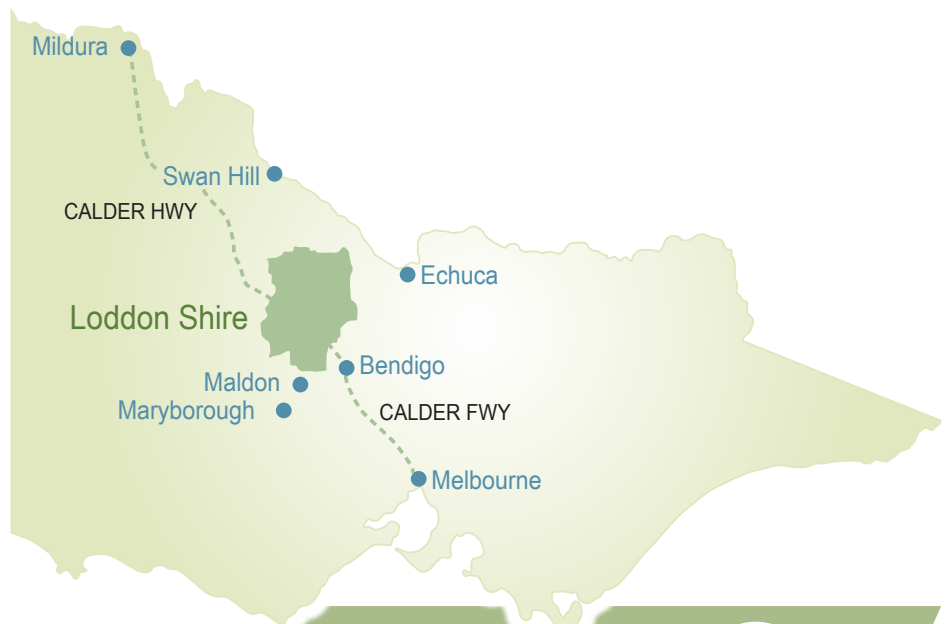 Mildura
Swan Hill
CALDER HWY
Echuca
Loddon Shire
Bendigo
Maldon
Maryborough
CALDER FWY
Melbourne